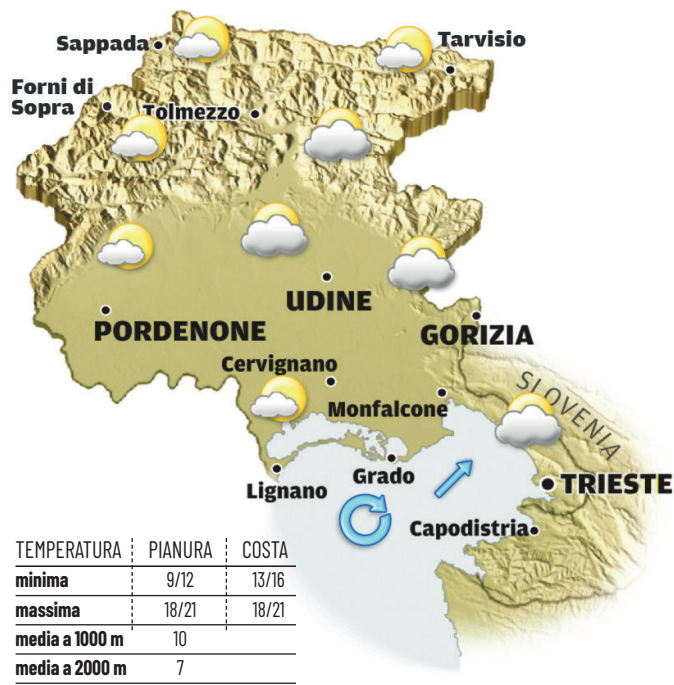 Sappada
Tarvisio
Forni di
Sopra
Tolmezzo
UDINE
PORDENONE
GORIZIA
Cervignano
SLOVENIA
Monfalcone
Grado
TRIESTE
Lignano
Capodistria
TEMPERATURA PIANURA COSTA
minima 9/12 13/16
massima 18/21 18/21
media a 1000 m 10
media a 2000 m 7